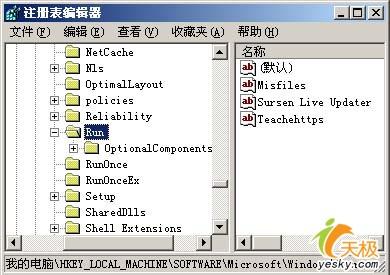 注册表编辑器
文件(F) 编辑(E) 查看(V) 收藏夹(A) 帮助(H)
NetCache
Nls
OptimalLayout
policies
Reliability
Run
OptionalComponents
RunOnce
RunOnceEx
Setup
SharedDlls
Shell Extensions
名称
(默认)
Misfiles
Sursen Live Updater
Teachehttps
天极
yesky.com
我的电脑\HKEY_LOCAL_MACHINE\SOFTWARE\Microsoft\Windo